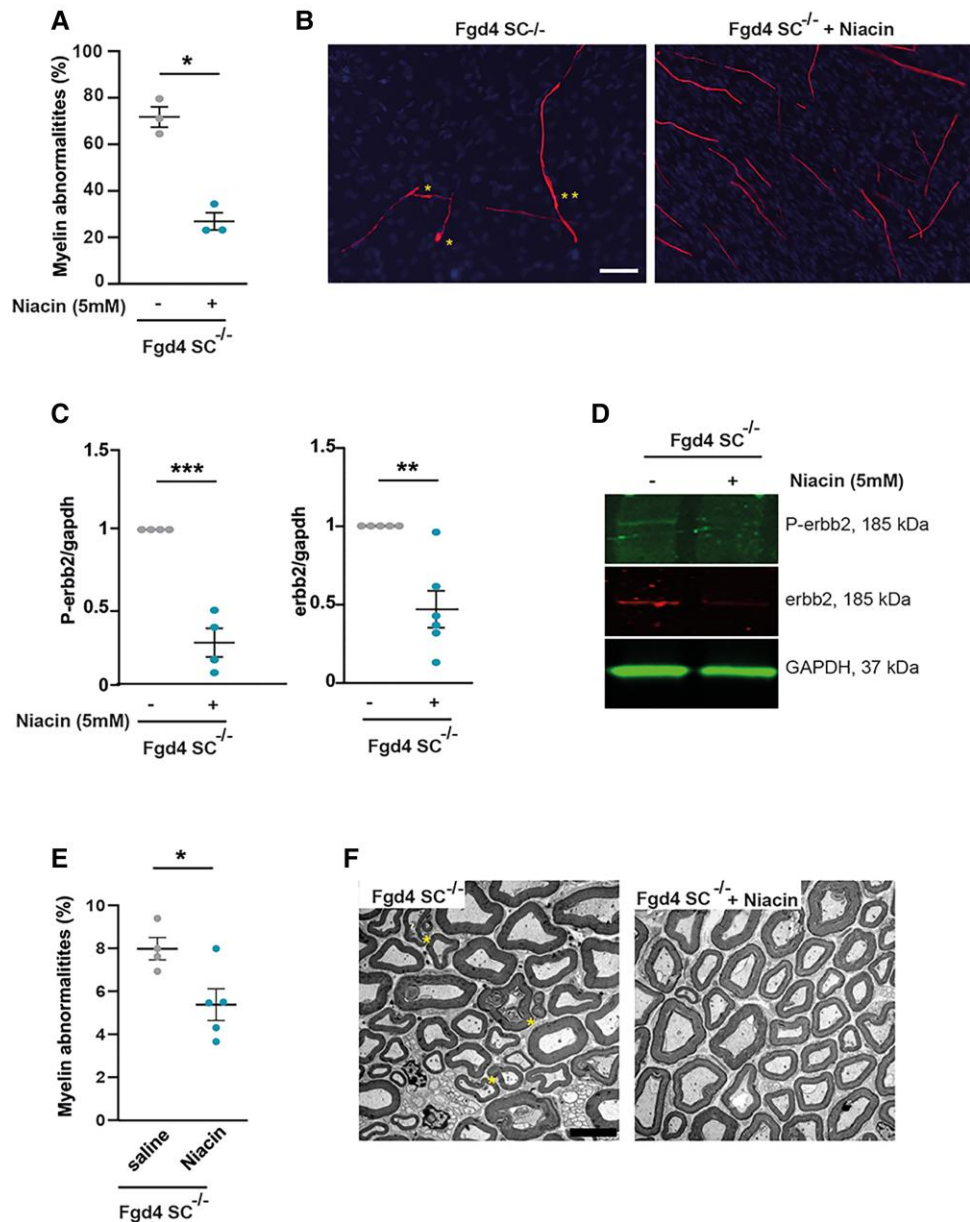 A
Myelin abnormalitites (%)
100
80
60
40
20
0
*
Niacin (5mM) - +
Fgd4 SC-/-
B
Fgd4 SC-/- Fgd4 SC-/- + Niacin
*
*
**
C
P-erbb2/gapdh
1.5
1
0.5
0
***
Niacin (5mM) - +
Fgd4 SC-/-
erbb2/gapdh
1.5
1
0.5
0
**
- +
Fgd4 SC-/-
D
Fgd4 SC-/-
- + Niacin (5mM)
P-erbb2, 185 kDa
erbb2, 185 kDa
GAPDH, 37 kDa
E
Myelin abnormalitites (%)
10
8
6
4
2
0
*
saline Niacin
Fgd4 SC-/-
F
Fgd4 SC-/- Fgd4 SC-/- + Niacin
*
*
*